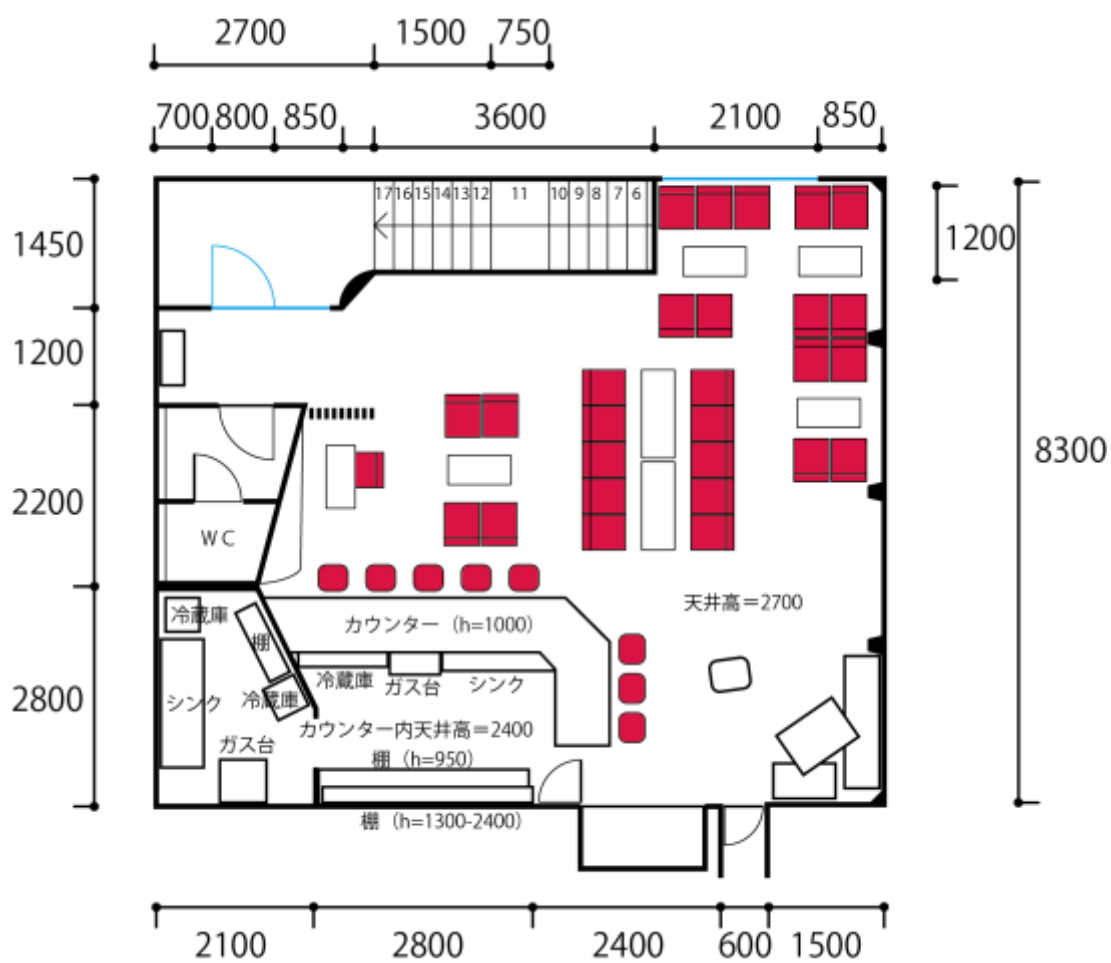 2700 1500 750
700 800 850 3600 2100 850
17 16 15 14 13 12 11 10 9 8 7 6
1450
1200
1200
8300
2200
WC
天井高=2700
冷蔵庫
棚
カウンター (h=1000)
シンク
冷蔵庫
冷蔵庫
ガス台
シンク
2800
カウンター内天井高=2400
ガス台
棚 (h=950)
棚 (h=1300-2400)
2100 2800 2400 600 1500